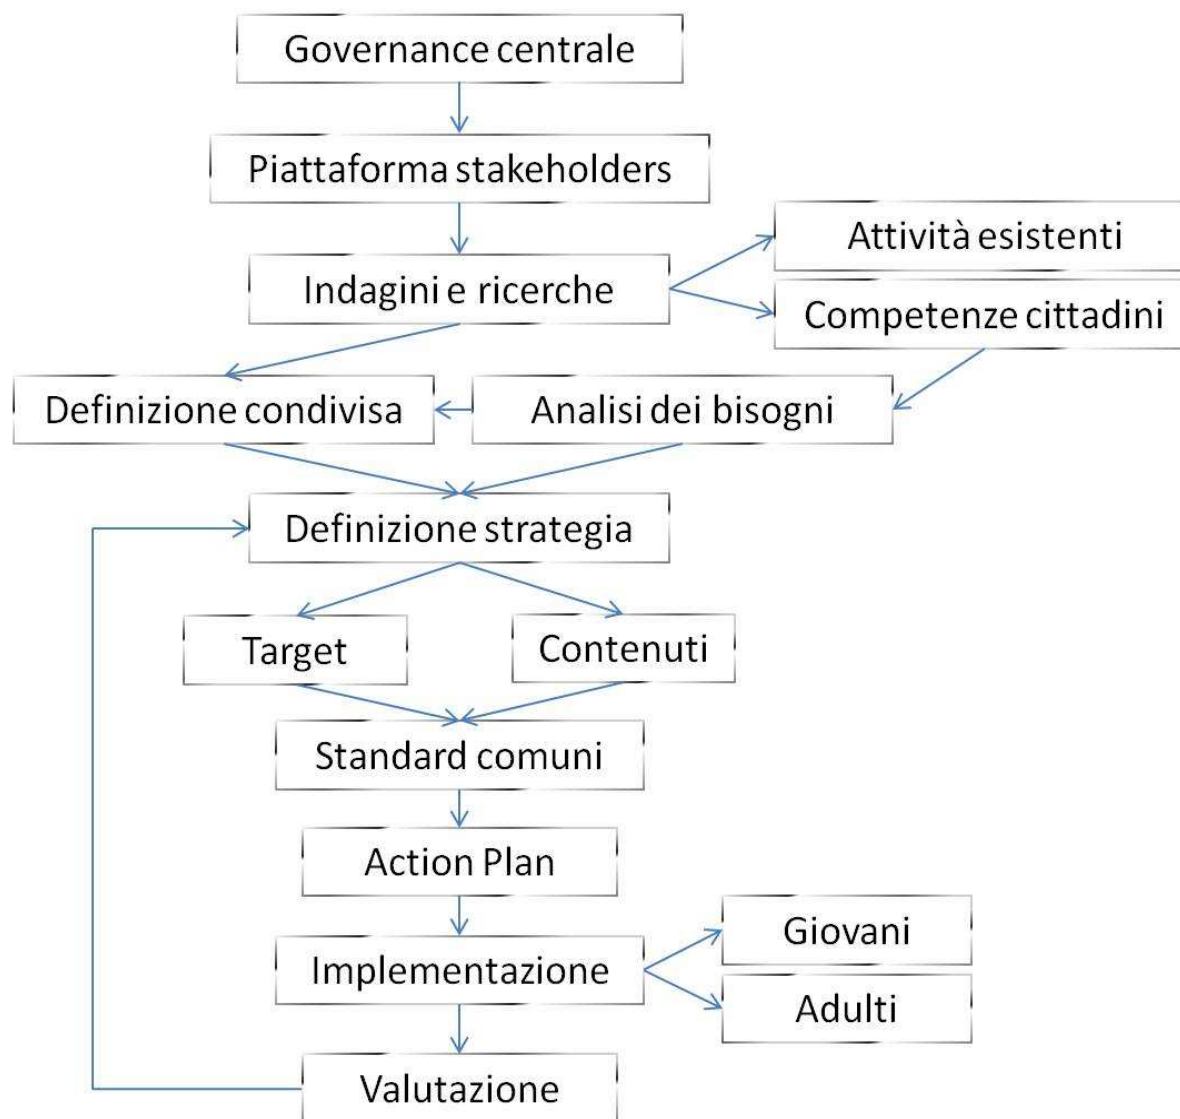 Governance centrale
Piattaforma stakeholders
Attività esistenti
Indagini e ricerche
Competenze cittadini
Definizione condivisa
Analisi dei bisogni
Definizione strategia
Target
Contenuti
Standard comuni
Action Plan
Giovani
Implementazione
Adulti
Valutazione